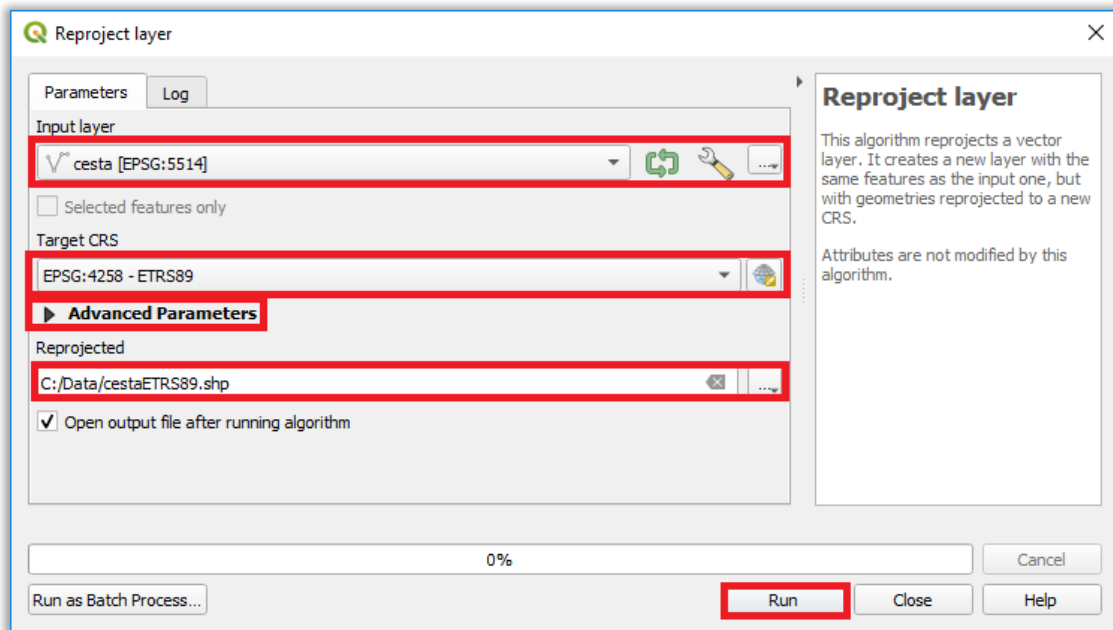 Reproject layer
Parameters
Log
Input layer
cesta [EPSG:5514]
...
Selected features only
Target CRS
EPSG:4258 - ETRS89
Advanced Parameters
Reprojected
C:/Data/cestaETRS89.shp
...
Open output file after running algorithm
Reproject layer
This algorithm reprojects a vector
layer. It creates a new layer with the
same features as the input one, but
with geometries reprojected to a new
CRS.
Attributes are not modified by this
algorithm.
0%
Cancel
Run as Batch Process...
Run
Close
Help